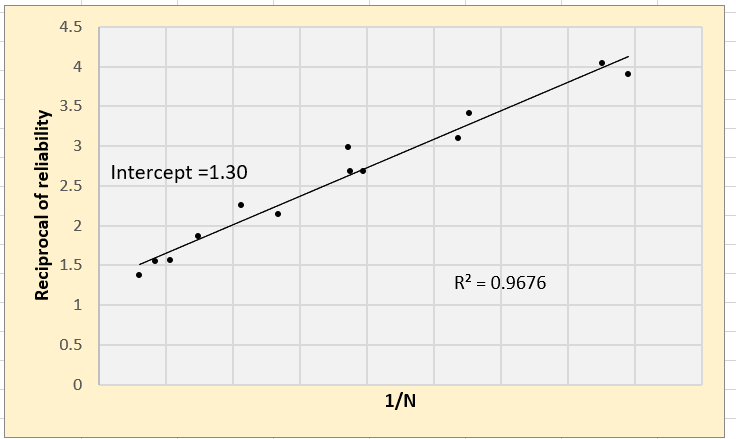 4.5
4
3.5
3
2.5
2
1.5
1
0.5
0
Reciprocal of reliability
Intercept =1.30
R² = 0.9676
1/N